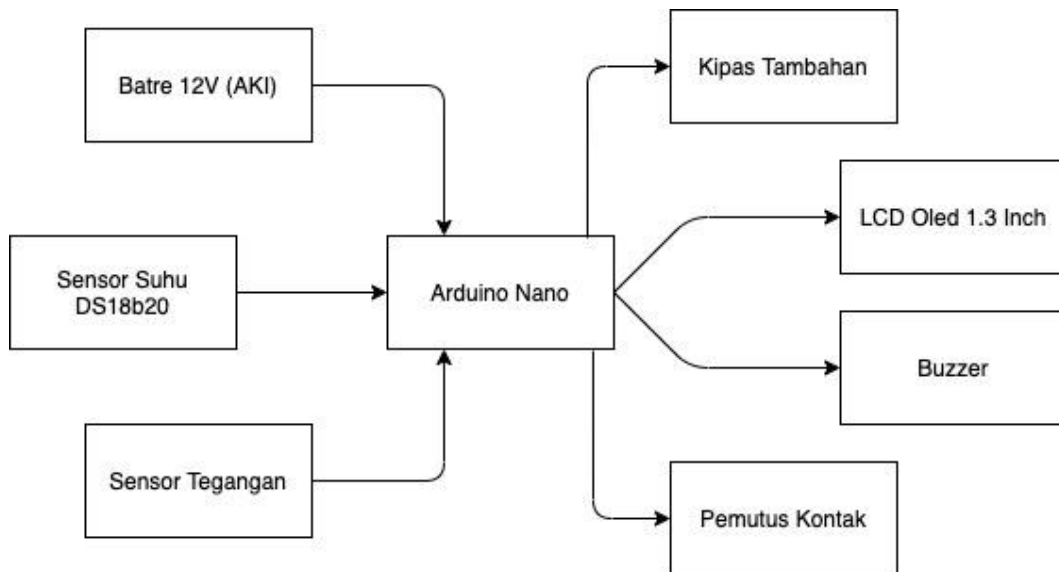 Batre 12V (AKI)
Kipas Tambahan
LCD Oled 1.3 Inch
Sensor Suhu
DS18b20
Arduino Nano
Buzzer
Sensor Tegangan
Pemutus Kontak